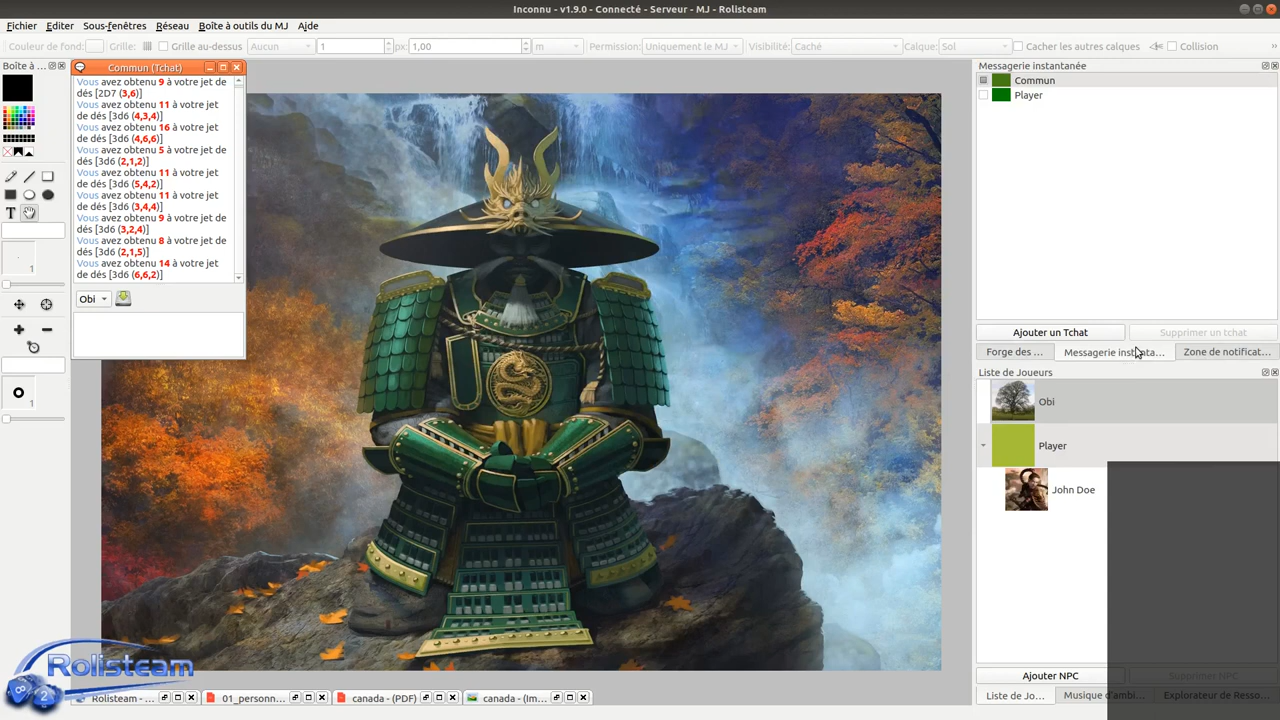 Inconnu - v1.9.0 - Connecté - Serveur - MJ - Rolisteam
Fichier Editer Sous-fenêtres Réseau Boîte à outils du MJ Aide
Couleur de fond: Grille: Grille au-dessus Aucun 1 px: 1,00 m Permission: Uniquement le MJ Visibilité: Caché Calque: Sol Cacher les autres calques Collision »
Boîte à ...
Commun (Tchat)
Vous avez obtenu 9 à votre jet de
dés [2D7 (3,6)]
Vous avez obtenu 11 à votre jet
de dés [3d6 (4,3,4)]
Vous avez obtenu 16 à votre jet
de dés [3d6 (4,6,6)]
Vous avez obtenu 5 à votre jet de
dés [3d6 (2,1,2)]
Vous avez obtenu 11 à votre jet
de dés [3d6 (5,4,2)]
Vous avez obtenu 11 à votre jet
de dés [3d6 (3,4,4)]
Vous avez obtenu 9 à votre jet de
dés [3d6 (3,2,4)]
Vous avez obtenu 8 à votre jet de
dés [3d6 (2,1,5)]
Vous avez obtenu 14 à votre jet
de dés [3d6 (6,6,2)]
Obi
T
1
1
Messagerie instantanée
Commun
Player
Ajouter un Tchat Supprimer un tchat
Forge des ... Messagerie instanta... Zone de notificat...
Liste de Joueurs
Obi
Player
John Doe
Ajouter NPC Supprimer NPC
Liste de Jo... Musique d'ambi... Explorateur de Resso...
Rolisteam
8 2
Rolisteam - ... 01_personn... canada - (PDF) canada - (Im...